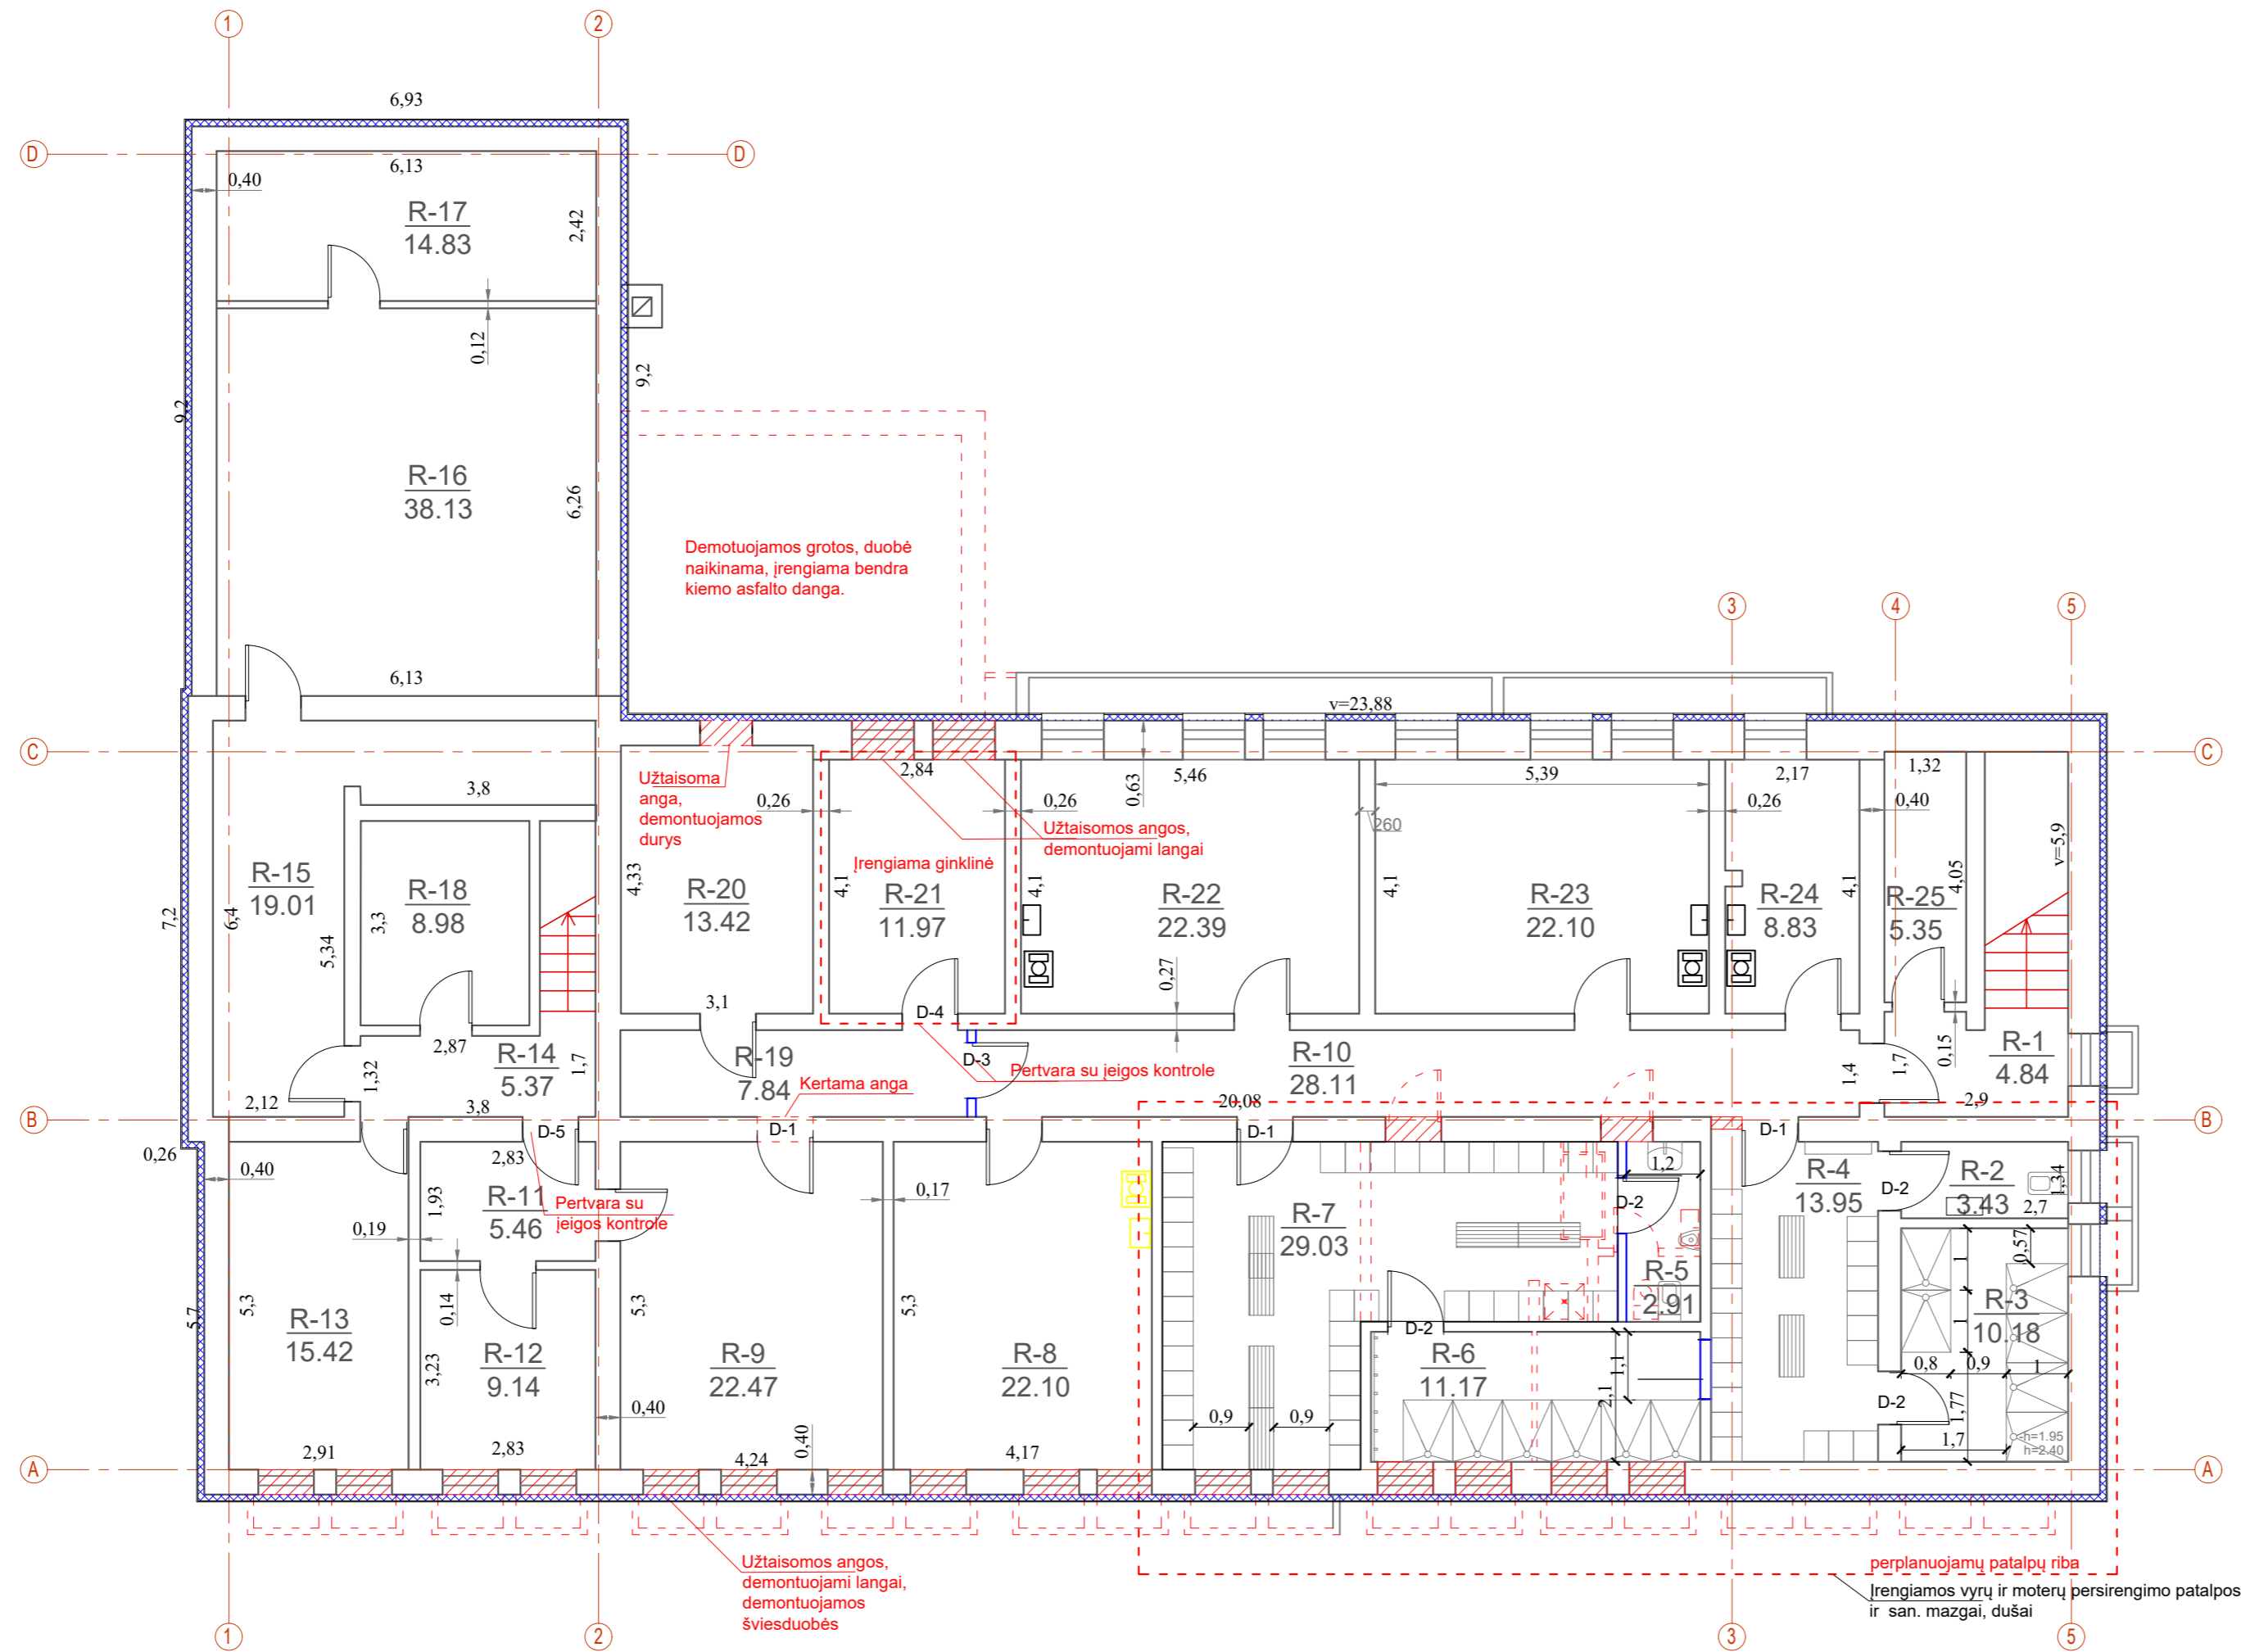 1
2
6,93
D
D
6,13
0,40
R-17
14.83
2,42
0,12
9,2
9,2
R-16
38.13
6,26
Demotuojamos grotos, duobė
naikinama, įrengiama bendra
kiemo asfalto danga.
3
4
5
6,13
v=23,88
C
C
3,8
Užtaisoma
anga,
demontuojamos
durys
0,26
2,84
0,26
5,46
0,63
5,39
260
2,17
0,26
0,40
1,32
Užtaisomos angos,
demontuojami langai
v=5,9
Įrengiama ginklinė
R-15
19.01
R-18
8.98
R-20
13.42
R-21
11.97
R-22
22.39
R-23
22.10
R-24
8.83
R-25
5.35
7,2
6,4
5,34
3,3
4,33
4,1
4,1
4,1
4,1
4,05
0,27
3,1
D-4
2,87
R-14
5.37
1,32
1,7
R-19
7.84
D-3
R-10
28.11
Pertvara su įeigos kontrole
Kertama anga
1,4
1,7
0,15
R-1
4.84
2,12
3,8
20,08
2,9
B
B
D-5
D-1
D-1
D-1
0,26
0,40
2,83
1,93
R-11
5.46
Pertvara su
įeigos kontrole
0,17
0,19
1,2
D-2
R-7
29.03
R-4
13.95
D-2
R-2
3.43
1,34
2,7
0,57
1
1
R-5
2.91
R-3
10.18
5,7
5,3
R-13
15.42
0,14
R-12
9.14
3,23
5,3
R-9
22.47
5,3
R-8
22.10
D-2
R-6
11.17
1,1
2,1
0,8
0,9
1
D-2
1,77
0,40
0,9
0,9
1,7
h=1.95
h=2.40
2,91
2,83
4,24
0,40
4,17
A
A
Užtaisomos angos,
demontuojami langai,
demontuojamos
šviesduobės
perplanuojamų patalpų riba
Įrengiamos vyrų ir moterų persirengimo patalpos
ir san. mazgai, dušai
1
2
3
5